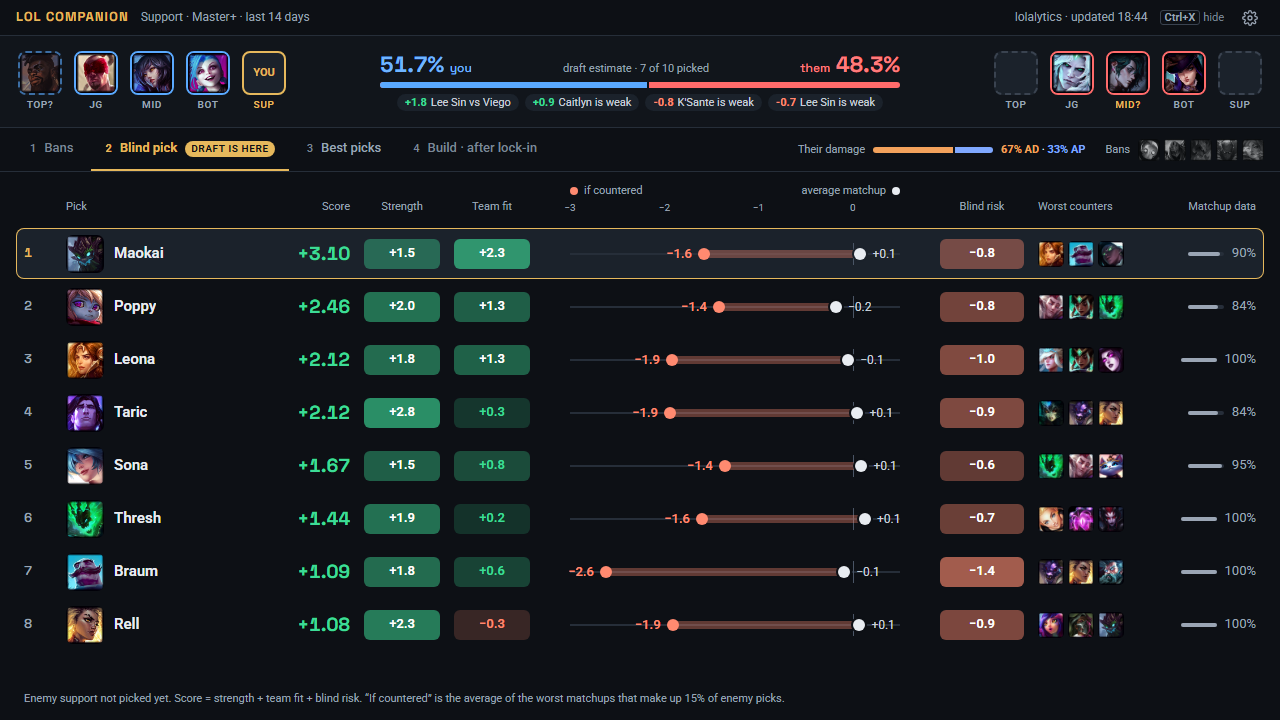 LOL COMPANION Support · Master+ · last 14 days lolalytics · updated 18:44 Ctrl+X hide
51.7% you draft estimate · 7 of 10 picked them 48.3%
YOU
+1.8 Lee Sin vs Viego +0.9 Caitlyn is weak -0.8 K'Sante is weak -0.7 Lee Sin is weak
TOP? JG MID BOT SUP TOP JG MID? BOT SUP
1 Bans 2 Blind pick DRAFT IS HERE 3 Best picks 4 Build · after lock-in Their damage 67% AD · 33% AP Bans
if countered average matchup
Pick Score Strength Team fit −3 −2 −1 0 Blind risk Worst counters Matchup data
1 Maokai +3.10 +1.5 +2.3 −1.6 +0.1 −0.8 90%
2 Poppy +2.46 +2.0 +1.3 −1.4 −0.2 −0.8 84%
3 Leona +2.12 +1.8 +1.3 −1.9 −0.1 −1.0 100%
4 Taric +2.12 +2.8 +0.3 −1.9 +0.1 −0.9 84%
5 Sona +1.67 +1.5 +0.8 −1.4 +0.1 −0.6 95%
6 Thresh +1.44 +1.9 +0.2 −1.6 +0.1 −0.7 100%
7 Braum +1.09 +1.8 +0.6 −2.6 −0.1 −1.4 100%
8 Rell +1.08 +2.3 −0.3 −1.9 +0.1 −0.9 100%
Enemy support not picked yet. Score = strength + team fit + blind risk. “If countered” is the average of the worst matchups that make up 15% of enemy picks.